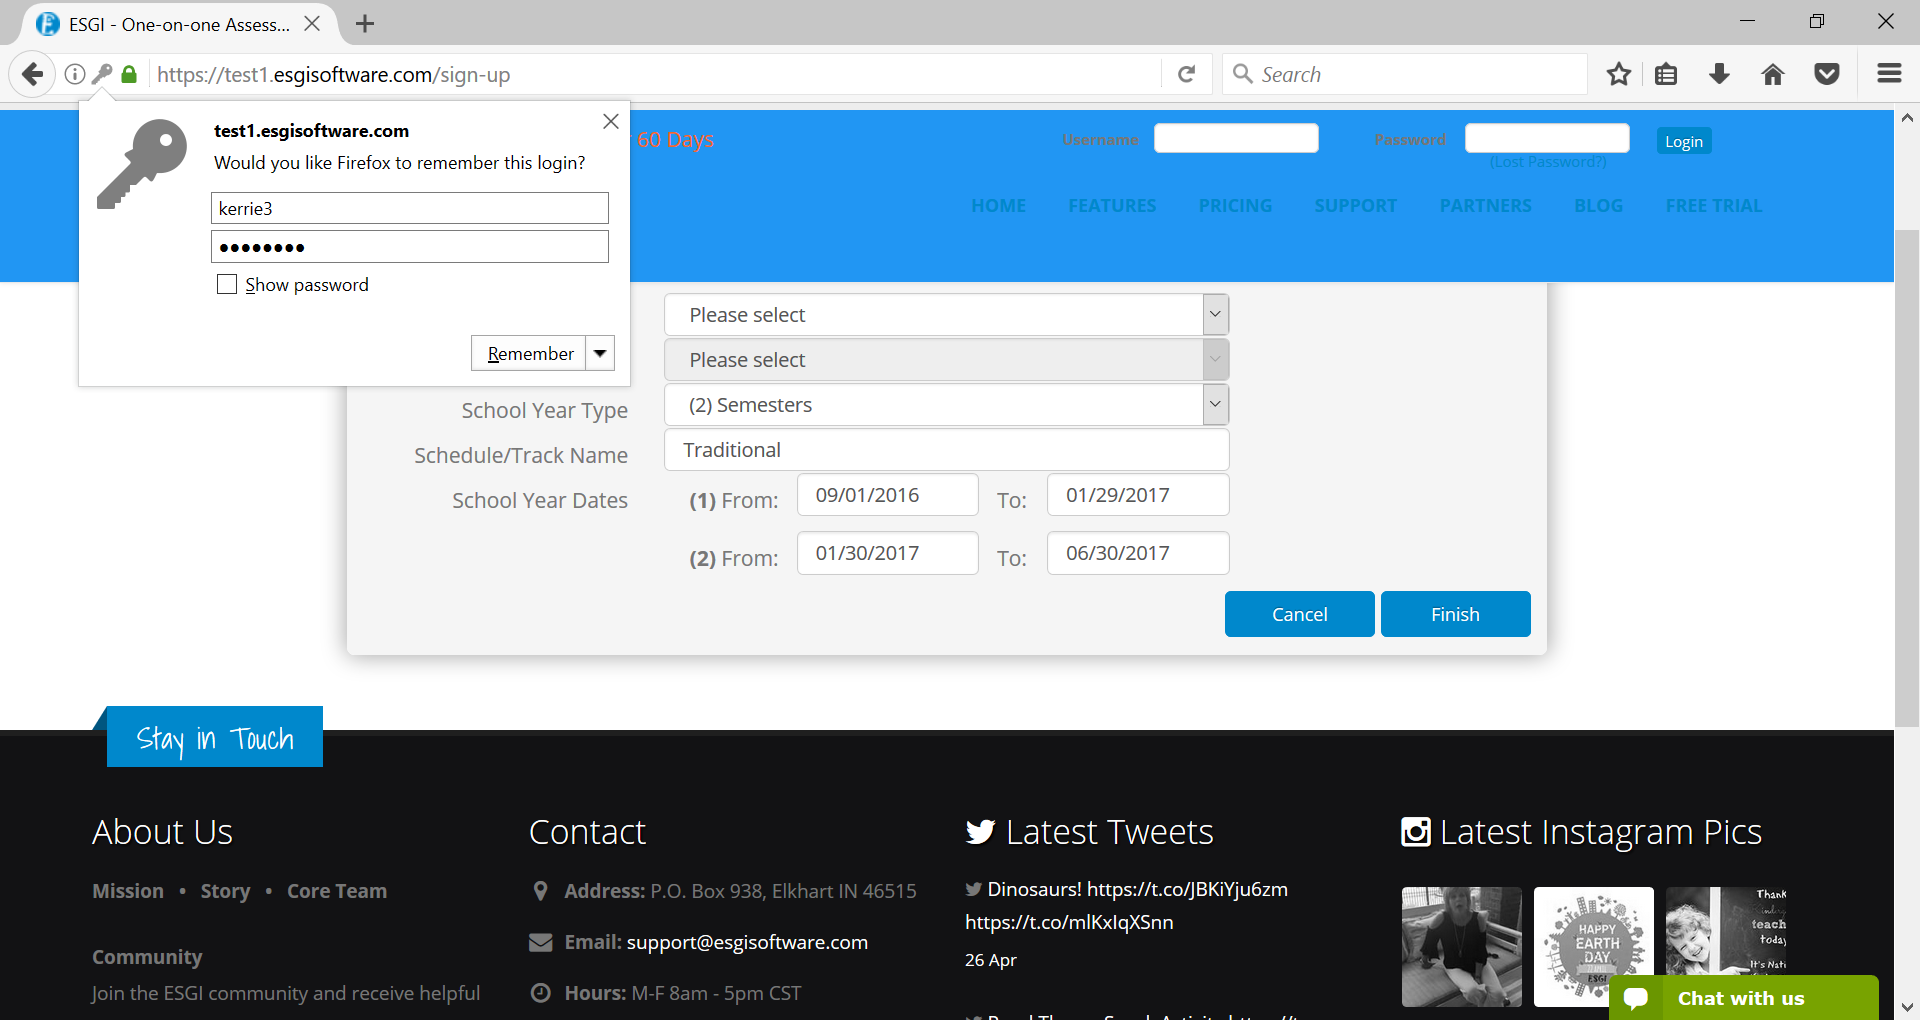 ESGI - One-on-one Assess...
https://test1.esgisoftware.com/sign-up
Search
test1.esgisoftware.com
Would you like Firefox to remember this login?
kerrie3
●●●●●●●●
Show password
Remember
60 Days
Username
Password
Login
(Lost Password?)
HOME
FEATURES
PRICING
SUPPORT
PARTNERS
BLOG
FREE TRIAL
Please select
Please select
School Year Type
(2) Semesters
Schedule/Track Name
Traditional
School Year Dates
(1) From:
09/01/2016
To:
01/29/2017
(2) From:
01/30/2017
To:
06/30/2017
Cancel
Finish
Stay in Touch
About Us
Mission • Story • Core Team
Community
Join the ESGI community and receive helpful
Contact
Address: P.O. Box 938, Elkhart IN 46515
Email: support@esgisoftware.com
Hours: M-F 8am - 5pm CST
Latest Tweets
Dinosaurs! https://t.co/JBKiYju6zm
https://t.co/mlKxIqXSnn
26 Apr
Latest Instagram Pics
HAPPY
EARTH
DAY
ESGI
Thank
teach
today
It's Nati
Chat with us